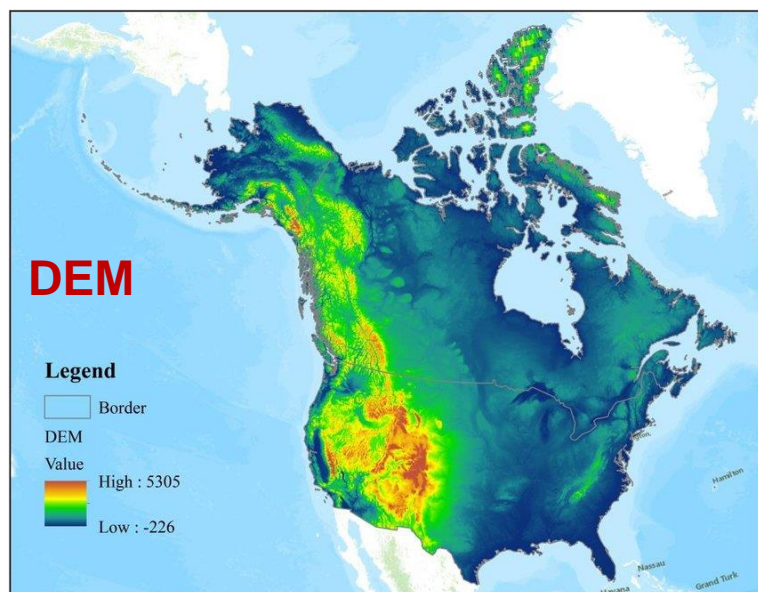 DEM
Legend
Border
DEM
Value
High : 5305
Low : -226
Hamilton
Nassau
Havana
Grand Turk